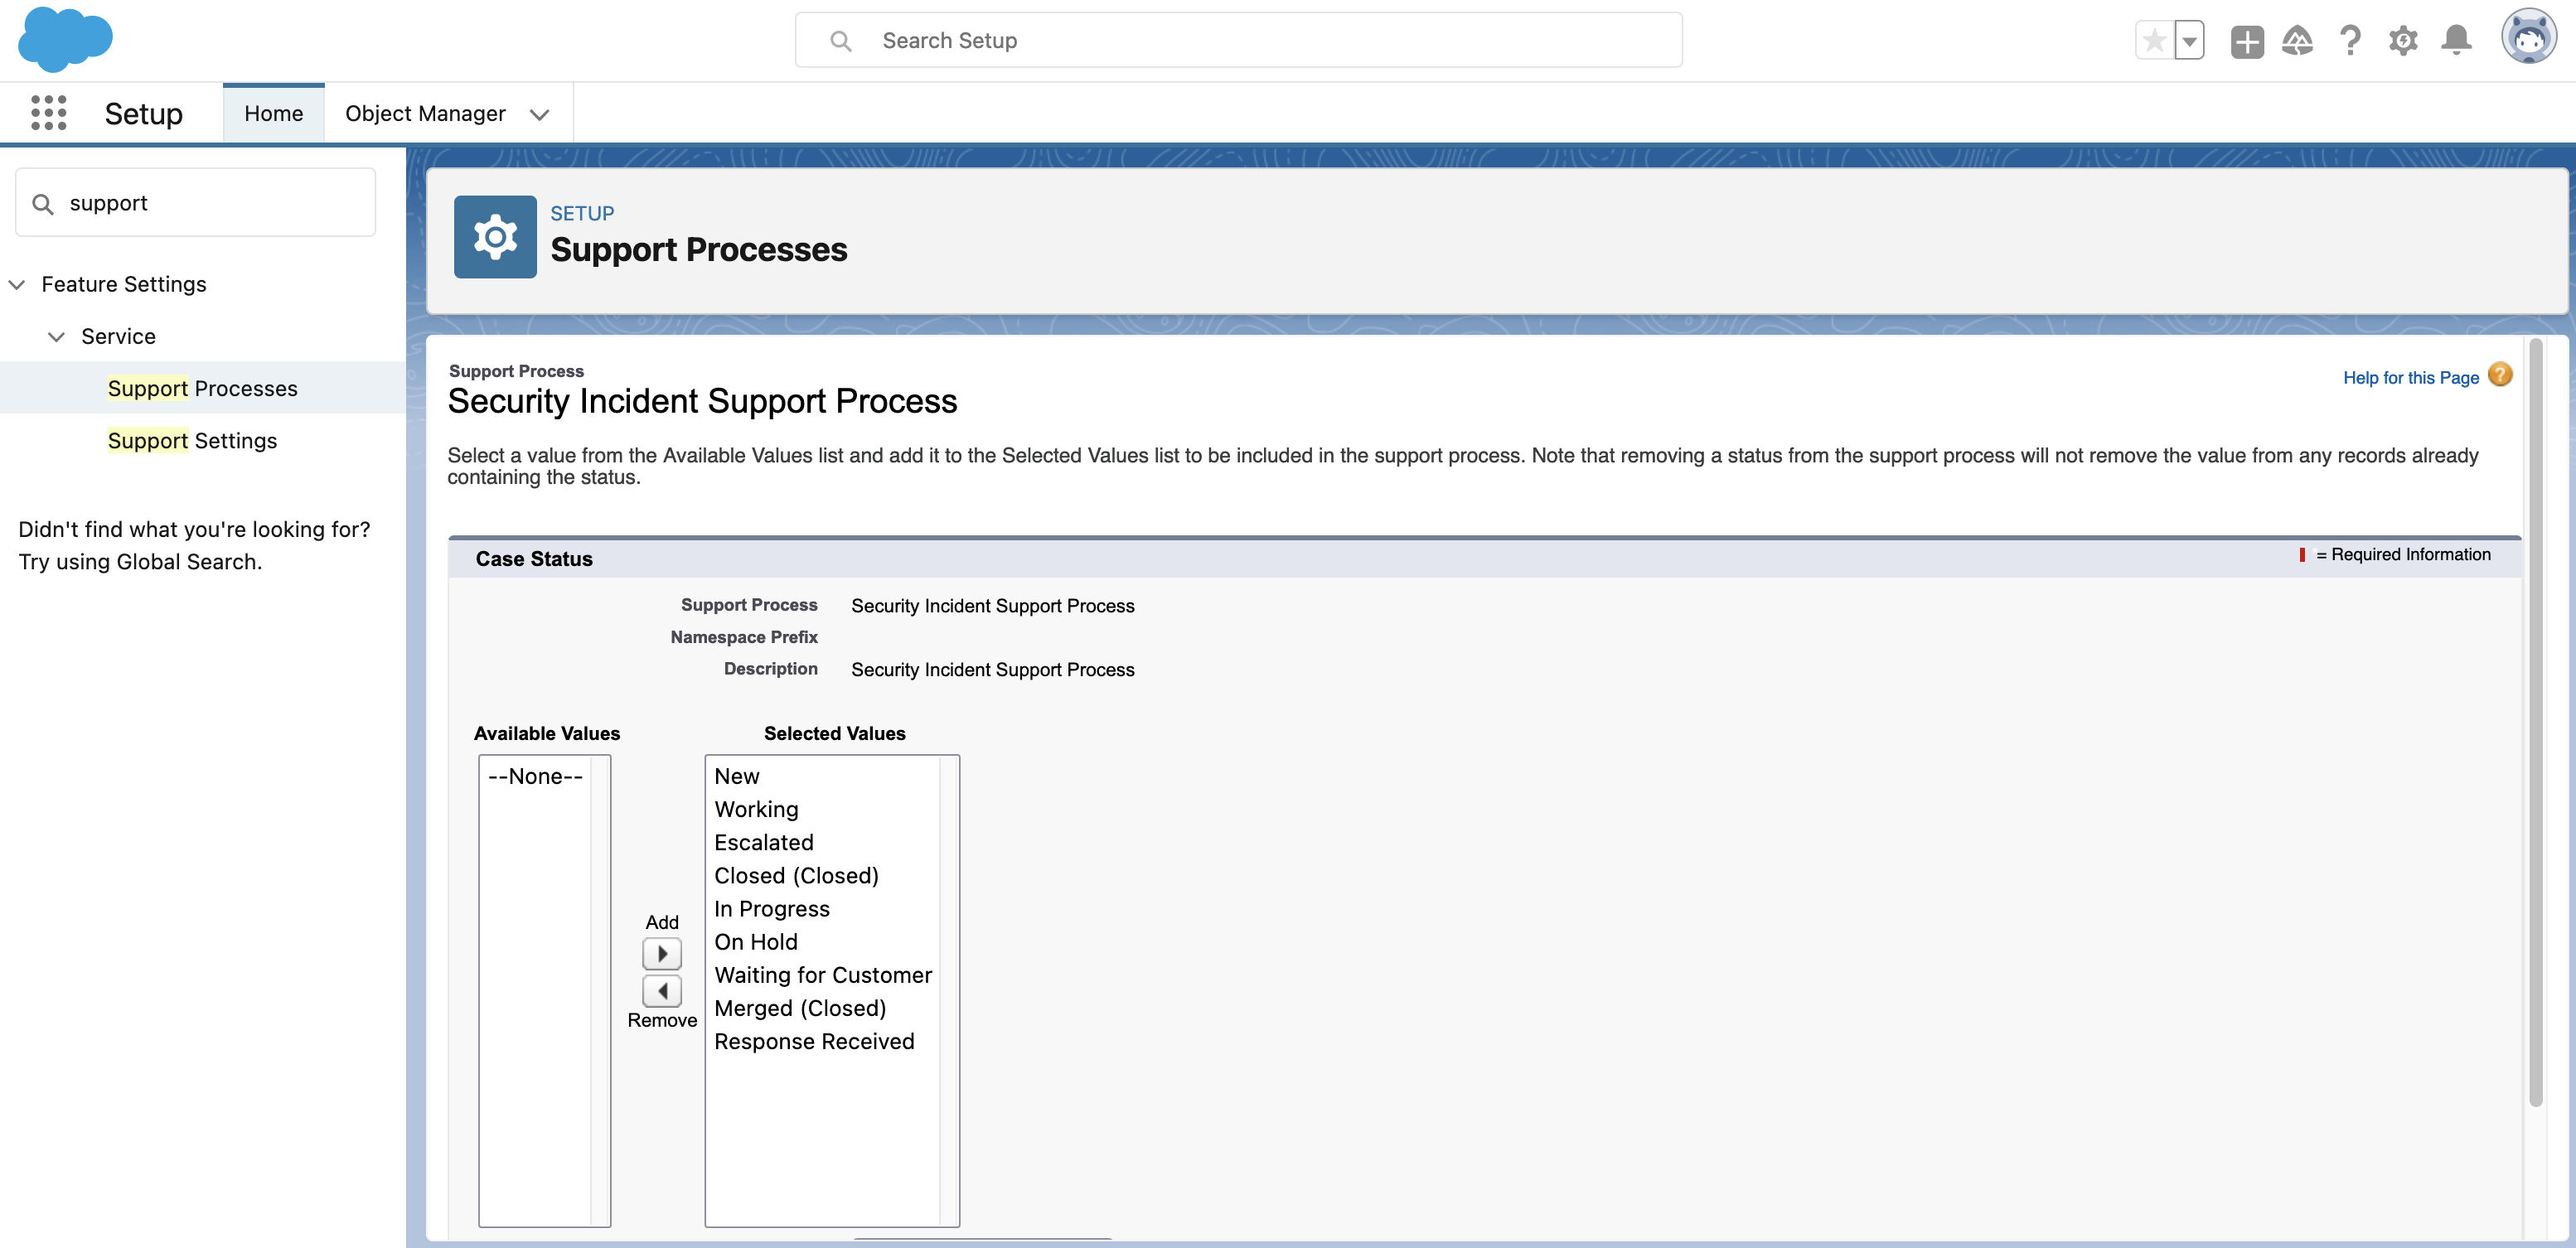 Search Setup
Setup
Home
Object Manager
support
Feature Settings
Service
Support Processes
Support Settings
Didn't find what you're looking for?
Try using Global Search.
SETUP
Support Processes
Support Process
Security Incident Support Process
Help for this Page
Select a value from the Available Values list and add it to the Selected Values list to be included in the support process. Note that removing a status from the support process will not remove the value from any records already
containing the status.
Case Status
= Required Information
Support Process Security Incident Support Process
Namespace Prefix
Description Security Incident Support Process
Available Values
--None--
Add
Remove
Selected Values
New
Working
Escalated
Closed (Closed)
In Progress
On Hold
Waiting for Customer
Merged (Closed)
Response Received